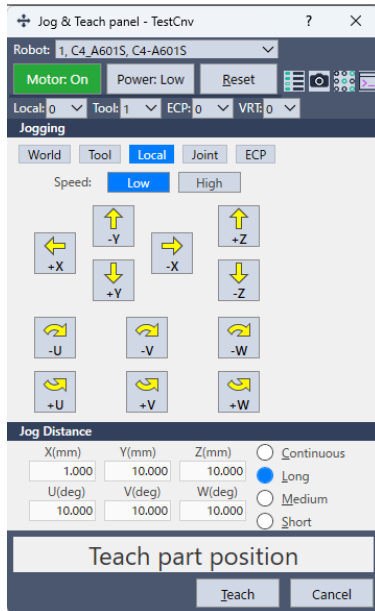 Jog & Teach panel - TestCnv ? ×
Robot: 1, C4_A601S, C4-A601S
Motor: On Power: Low Reset
Local: 0 Tool: 1 ECP: 0 VRT: 0
Jogging
World Tool Local Joint ECP
Speed: Low High
-Y +Z
+X -X
+Y -Z
-U -V -W
+U +V +W
Jog Distance
X(mm) Y(mm) Z(mm) Continuous
1.000 10.000 10.000 Long
U(deg) V(deg) W(deg) Medium
10.000 10.000 10.000 Short
Teach part position
Teach Cancel